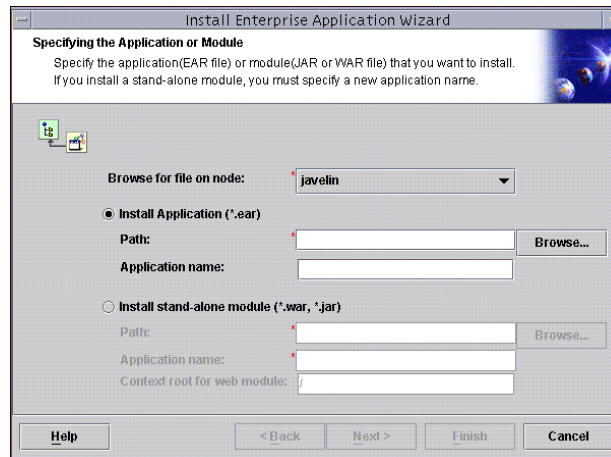 Install Enterprise Application Wizard
Specifying the Application or Module
Specify the application(EAR file) or module(JAR or WAR file) that you want to install.
If you install a stand-alone module, you must specify a new application name.
Browse for file on node: * javelin
Install Application (*.ear)
Path: * Browse...
Application name:
Install stand-alone module (*.war, *.jar)
Path: * Browse...
Application name: *
Context root for web module: /
Help < Back Next > Finish Cancel